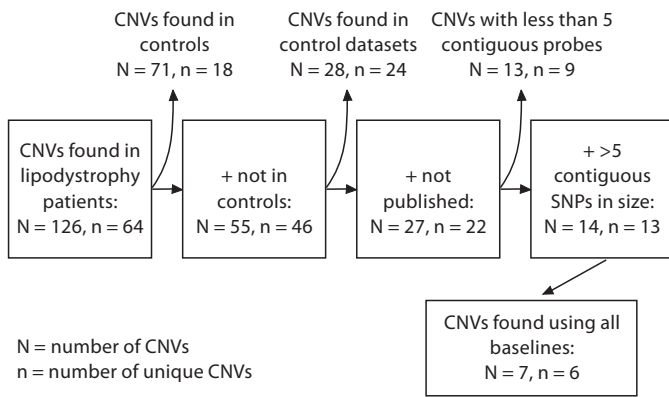 CNVs found in
controls
N = 71, n = 18
CNVs found in
control datasets
N = 28, n = 24
CNVs with less than 5
contiguous probes
N = 13, n = 9
CNVs found in
lipodystrophy
patients:
N = 126, n = 64
+ not in
controls:
N = 55, n = 46
+ not
published:
N = 27, n = 22
+ >5
contiguous
SNPs in size:
N = 14, n = 13
CNVs found using all
baselines:
N = 7, n = 6
N = number of CNVs
n = number of unique CNVs